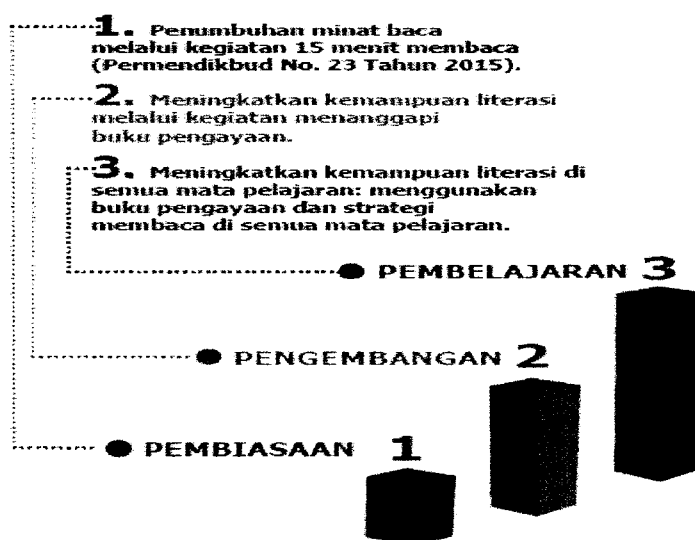 1. Penumbuhan minat baca
melalui kegiatan 15 menit membaca
(Permendikbud No. 23 Tahun 2015).
2. Meningkatkan kemampuan literasi
melalui kegiatan menanggapi
buku pengayaan.
3. Meningkatkan kemampuan literasi di
semua mata pelajaran: menggunakan
buku pengayaan dan strategi
membaca di semua mata pelajaran.
PEMBELAJARAN 3
PENGEMBANGAN 2
PEMBIASAAN 1